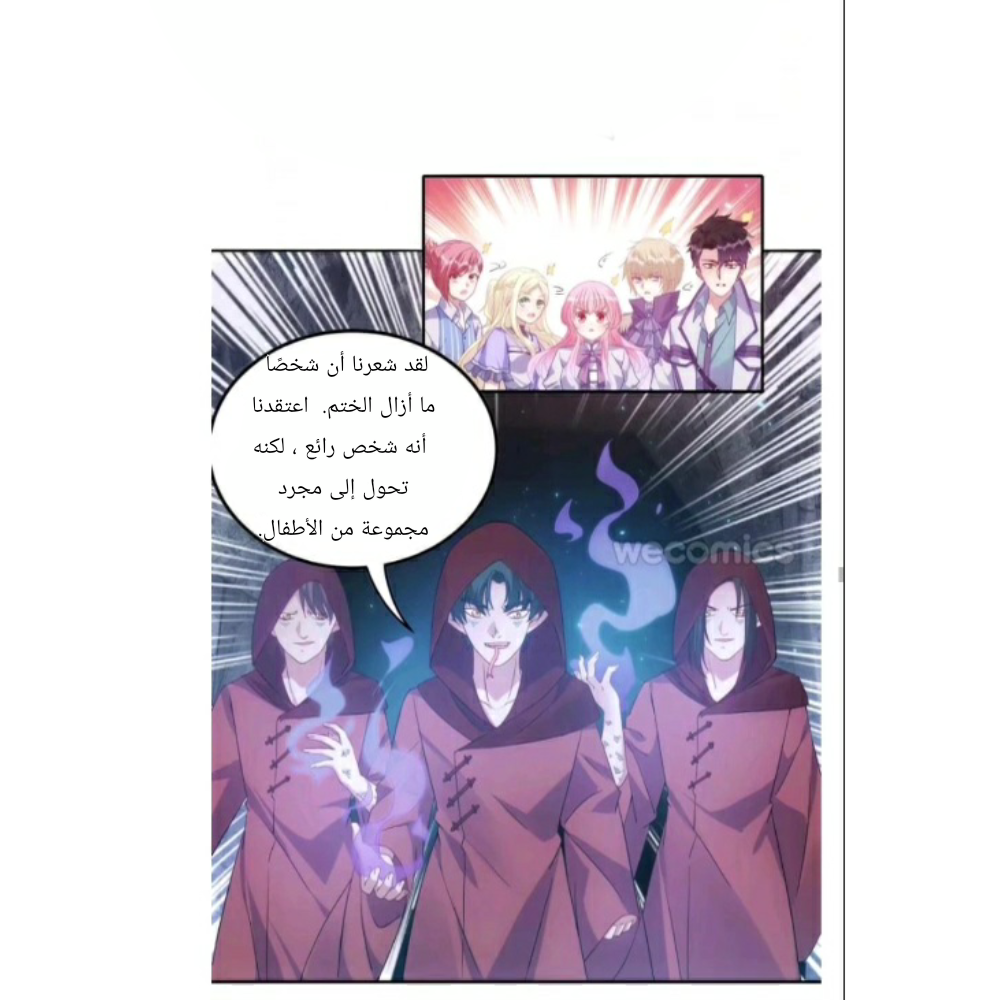 لقد شعرنا أن شخصًا
ما أزال الختم. اعتقدنا
أنه شخص رائع ، لكنه
تحول إلى مجرد
مجموعة من الأطفال.
wecomics